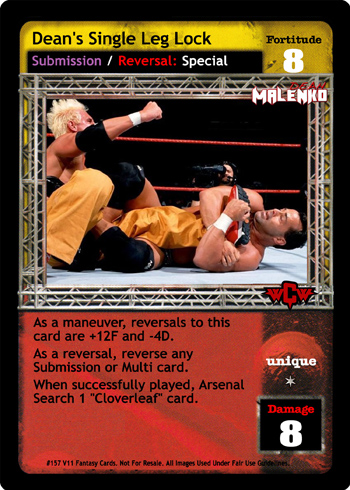 Dean's Single Leg Lock
Fortitude
8
Submission / Reversal: Special
DEAN
MALENKO
WCW
As a maneuver, reversals to this
card are +12F and -4D.
As a reversal, reverse any
Submission or Multi card.
When successfully played, Arsenal
Search 1 "Cloverleaf" card.
unique
Damage
8
#157 V11 Fantasy Cards. Not For Resale. All Images Used Under Fair Use Guidelines.